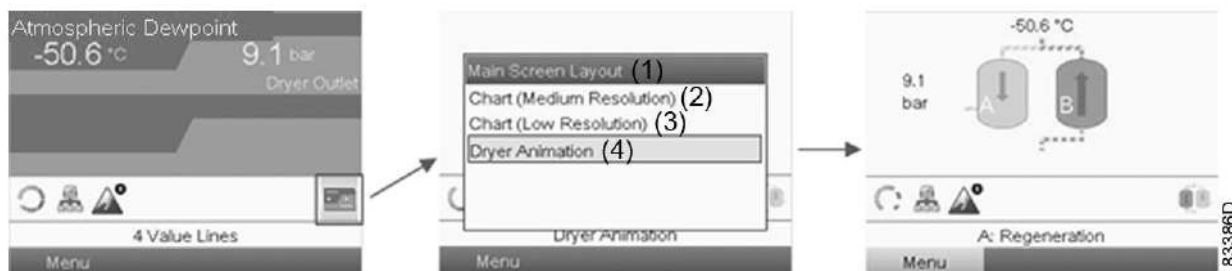 Atmospheric Dewpoint
-50.6 °C
9.1 bar
Dryer Outlet
4 Value Lines
Menu
Main Screen Layout (1)
Chart (Medium Resolution) (2)
Chart (Low Resolution) (3)
Dryer Animation (4)
Dryer Animation
Menu
-50.6 °C
9.1
bar
A
B
A: Regeneration
Menu
83386D